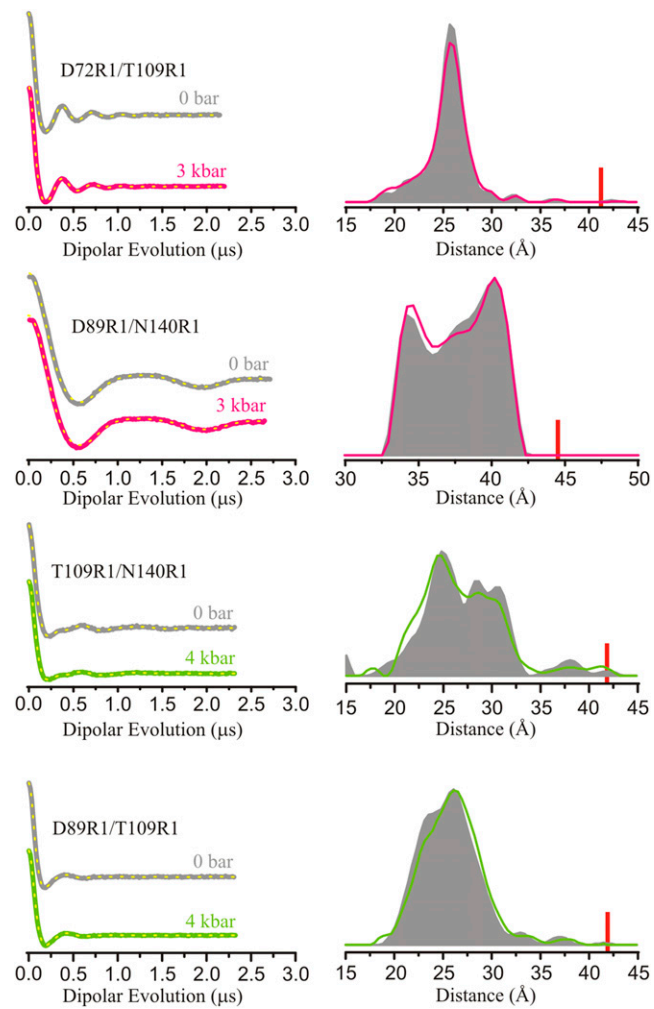 D72R1/T109R1
0 bar
3 kbar
0.0 0.5 1.0 1.5 2.0 2.5 3.0
Dipolar Evolution (μs)
15 20 25 30 35 40 45
Distance (Å)
D89R1/N140R1
0 bar
3 kbar
0.0 0.5 1.0 1.5 2.0 2.5 3.0
Dipolar Evolution (μs)
30 35 40 45 50
Distance (Å)
T109R1/N140R1
0 bar
4 kbar
0.0 0.5 1.0 1.5 2.0 2.5 3.0
Dipolar Evolution (μs)
15 20 25 30 35 40 45
Distance (Å)
D89R1/T109R1
0 bar
4 kbar
0.0 0.5 1.0 1.5 2.0 2.5 3.0
Dipolar Evolution (μs)
15 20 25 30 35 40 45
Distance (Å)